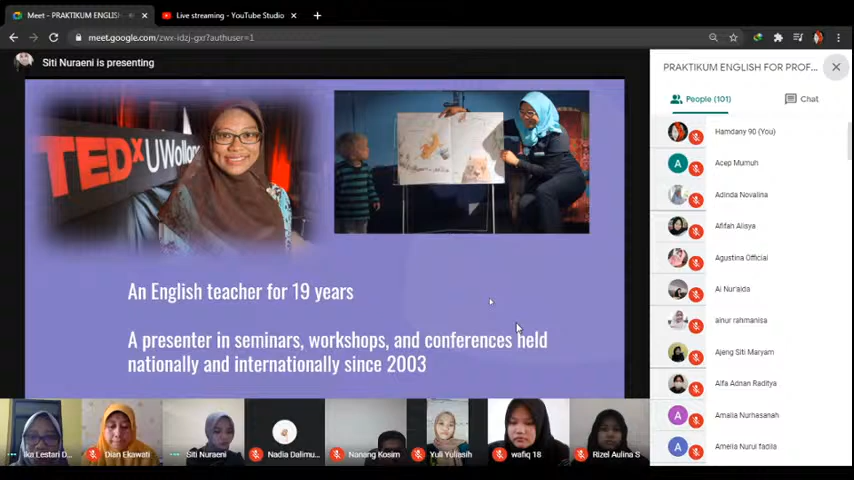 Meet - PRAKTIKUM ENGLISH
Live streaming - YouTube Studio
meet.google.com/zwx-idzj-gxr?authuser=1
Siti Nuraeni is presenting
PRAKTIKUM ENGLISH FOR PROF...
People (101)
Chat
TEDx UWollon
An English teacher for 19 years
A presenter in seminars, workshops, and conferences held
nationally and internationally since 2003
Hamdany 90 (You)
Acep Mumuh
A
Adinda Novalina
Afifah Alisya
Agustina Official
Ai Nur'aida
ainur rahmanisa
Ajeng Siti Maryam
Alfa Adnan Raditya
Amalia Nurhasanah
A
Amelia Nurul fadila
A
Ika Lestari D...
Dian Ekawati
Siti Nuraeni
Nadia Dalimu...
Nanang Kosim
Yuli Yuliasih
wafiq 18
Rizel Aulina S